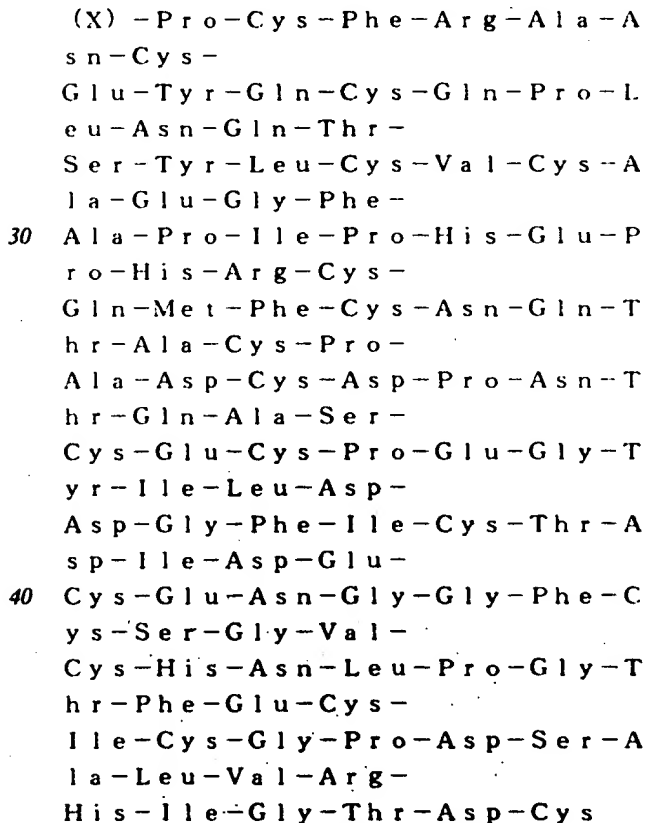 (X) -Pro-Cys-Phe-Arg-Ala-A
sn-Cys-
Glu-Tyr-Gln-Cys-Gln-Pro-L
eu-Asn-Gln-Thr-
Ser-Tyr-Leu-Cys-Val-Cys-A
la-Glu-Gly-Phe-
30 Ala-Pro-Ile-Pro-His-Glu-P
ro-His-Arg-Cys-
Gln-Met-Phe-Cys-Asn-Gln-T
hr-Ala-Cys-Pro-
Ala-Asp-Cys-Asp-Pro-Asn-T
hr-Gln-Ala-Ser-
Cys-Glu-Cys-Pro-Glu-Gly-T
yr-Ile-Leu-Asp-
Asp-Gly-Phe-Ile-Cys-Thr-A
sp-Ile-Asp-Glu-
40 Cys-Glu-Asn-Gly-Gly-Phe-C
ys-Ser-Gly-Val-
Cys-His-Asn-Leu-Pro-Gly-T
hr-Phe-Glu-Cys-
Ile-Cys-Gly-Pro-Asp-Ser-A
la-Leu-Val-Arg-
His-Ile-Gly-Thr-Asp-Cys